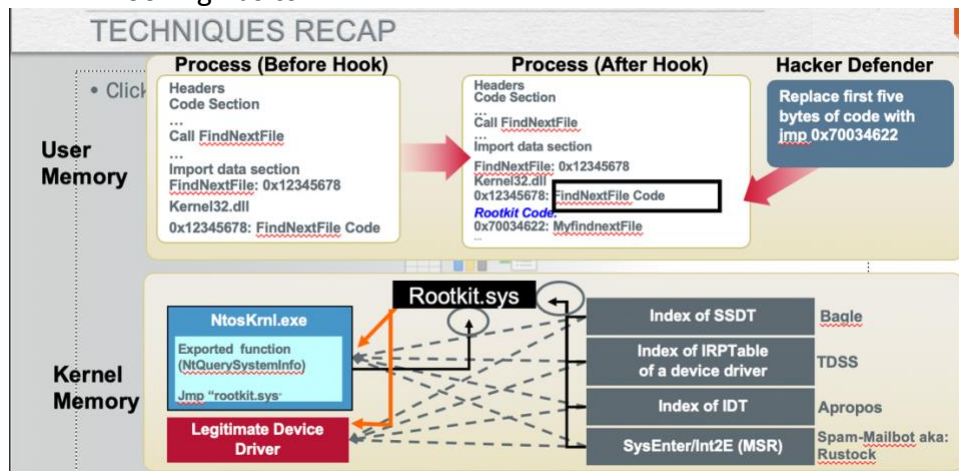 TECHNIQUES RECAP
Process (Before Hook)
Process (After Hook)
Hacker Defender
• Click
User
Memory
Headers
Code Section
...
Call FindNextFile
...
Import data section
FindNextFile: 0x12345678
Kernel32.dll
0x12345678: FindNextFile Code
Headers
Code Section
...
Call FindNextFile
...
Import data section
FindNextFile: 0x12345678
Kernel32.dll
0x12345678: FindNextFile Code
Rootkit Code:
0x70034622: MyfindnextFile
...
Replace first five
bytes of code with
jmp 0x70034622
Kernel
Memory
Rootkit.sys
NtosKrnl.exe
Exported function
(NtQuerySystemInfo)
Jmp "rootkit.sys"
Legitimate Device
Driver
Index of SSDT
Bagle
Index of IRPTable
of a device driver
TDSS
Index of IDT
Apropos
SysEnter/Int2E (MSR)
Spam-Mailbot aka:
Rustock